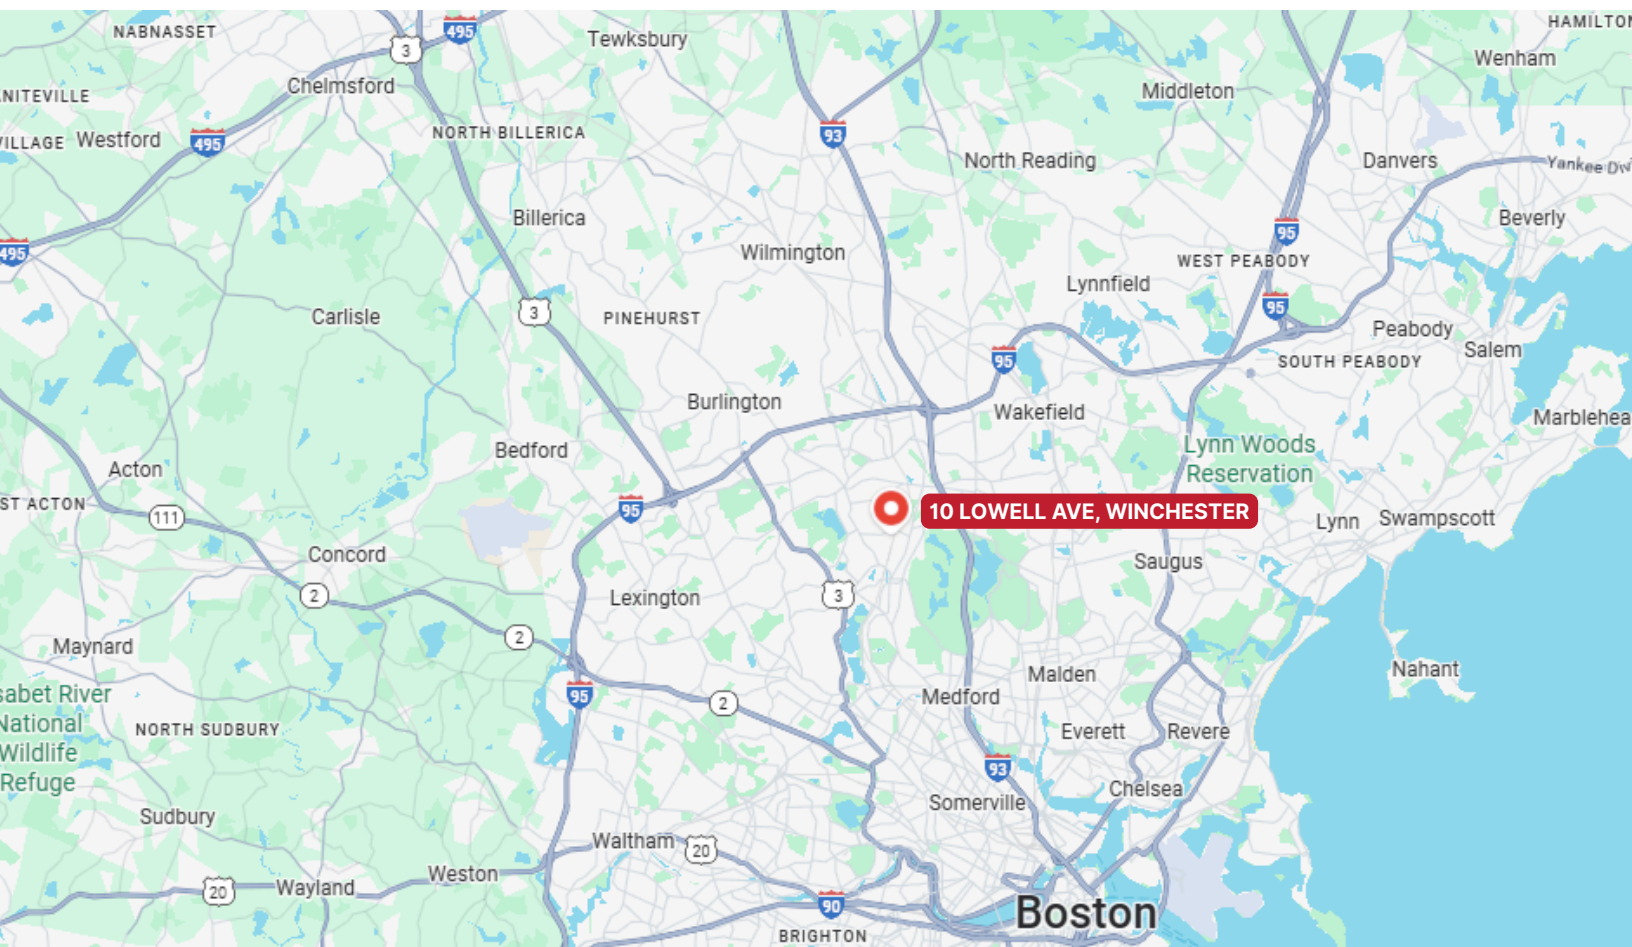 HAMILTO
NABNASSET
495
Tewksbury
3
Wenham
Chelmsford
Middleton
NITEVILLE
93
NORTH BILLERICA
VILLAGE
Westford
495
North Reading
Danvers
Yankee Div
Billerica
Beverly
95
495
Wilmington
WEST PEABODY
Lynnfield
95
Carlisle
3
PINEHURST
Peabody
Salem
95
SOUTH PEABODY
Burlington
Wakefield
Marblehea
Bedford
Lynn Woods
Reservation
Acton
ST ACTON
111
95
10 LOWELL AVE, WINCHESTER
Lynn
Swampscott
Concord
Saugus
2
Lexington
3
2
Maynard
Malden
Nahant
sabet River
National
Wildlife
Refuge
95
2
Medford
NORTH SUDBURY
Everett
Revere
93
Chelsea
Somerville
Sudbury
Waltham
20
Weston
20
Wayland
90
Boston
BRIGHTON